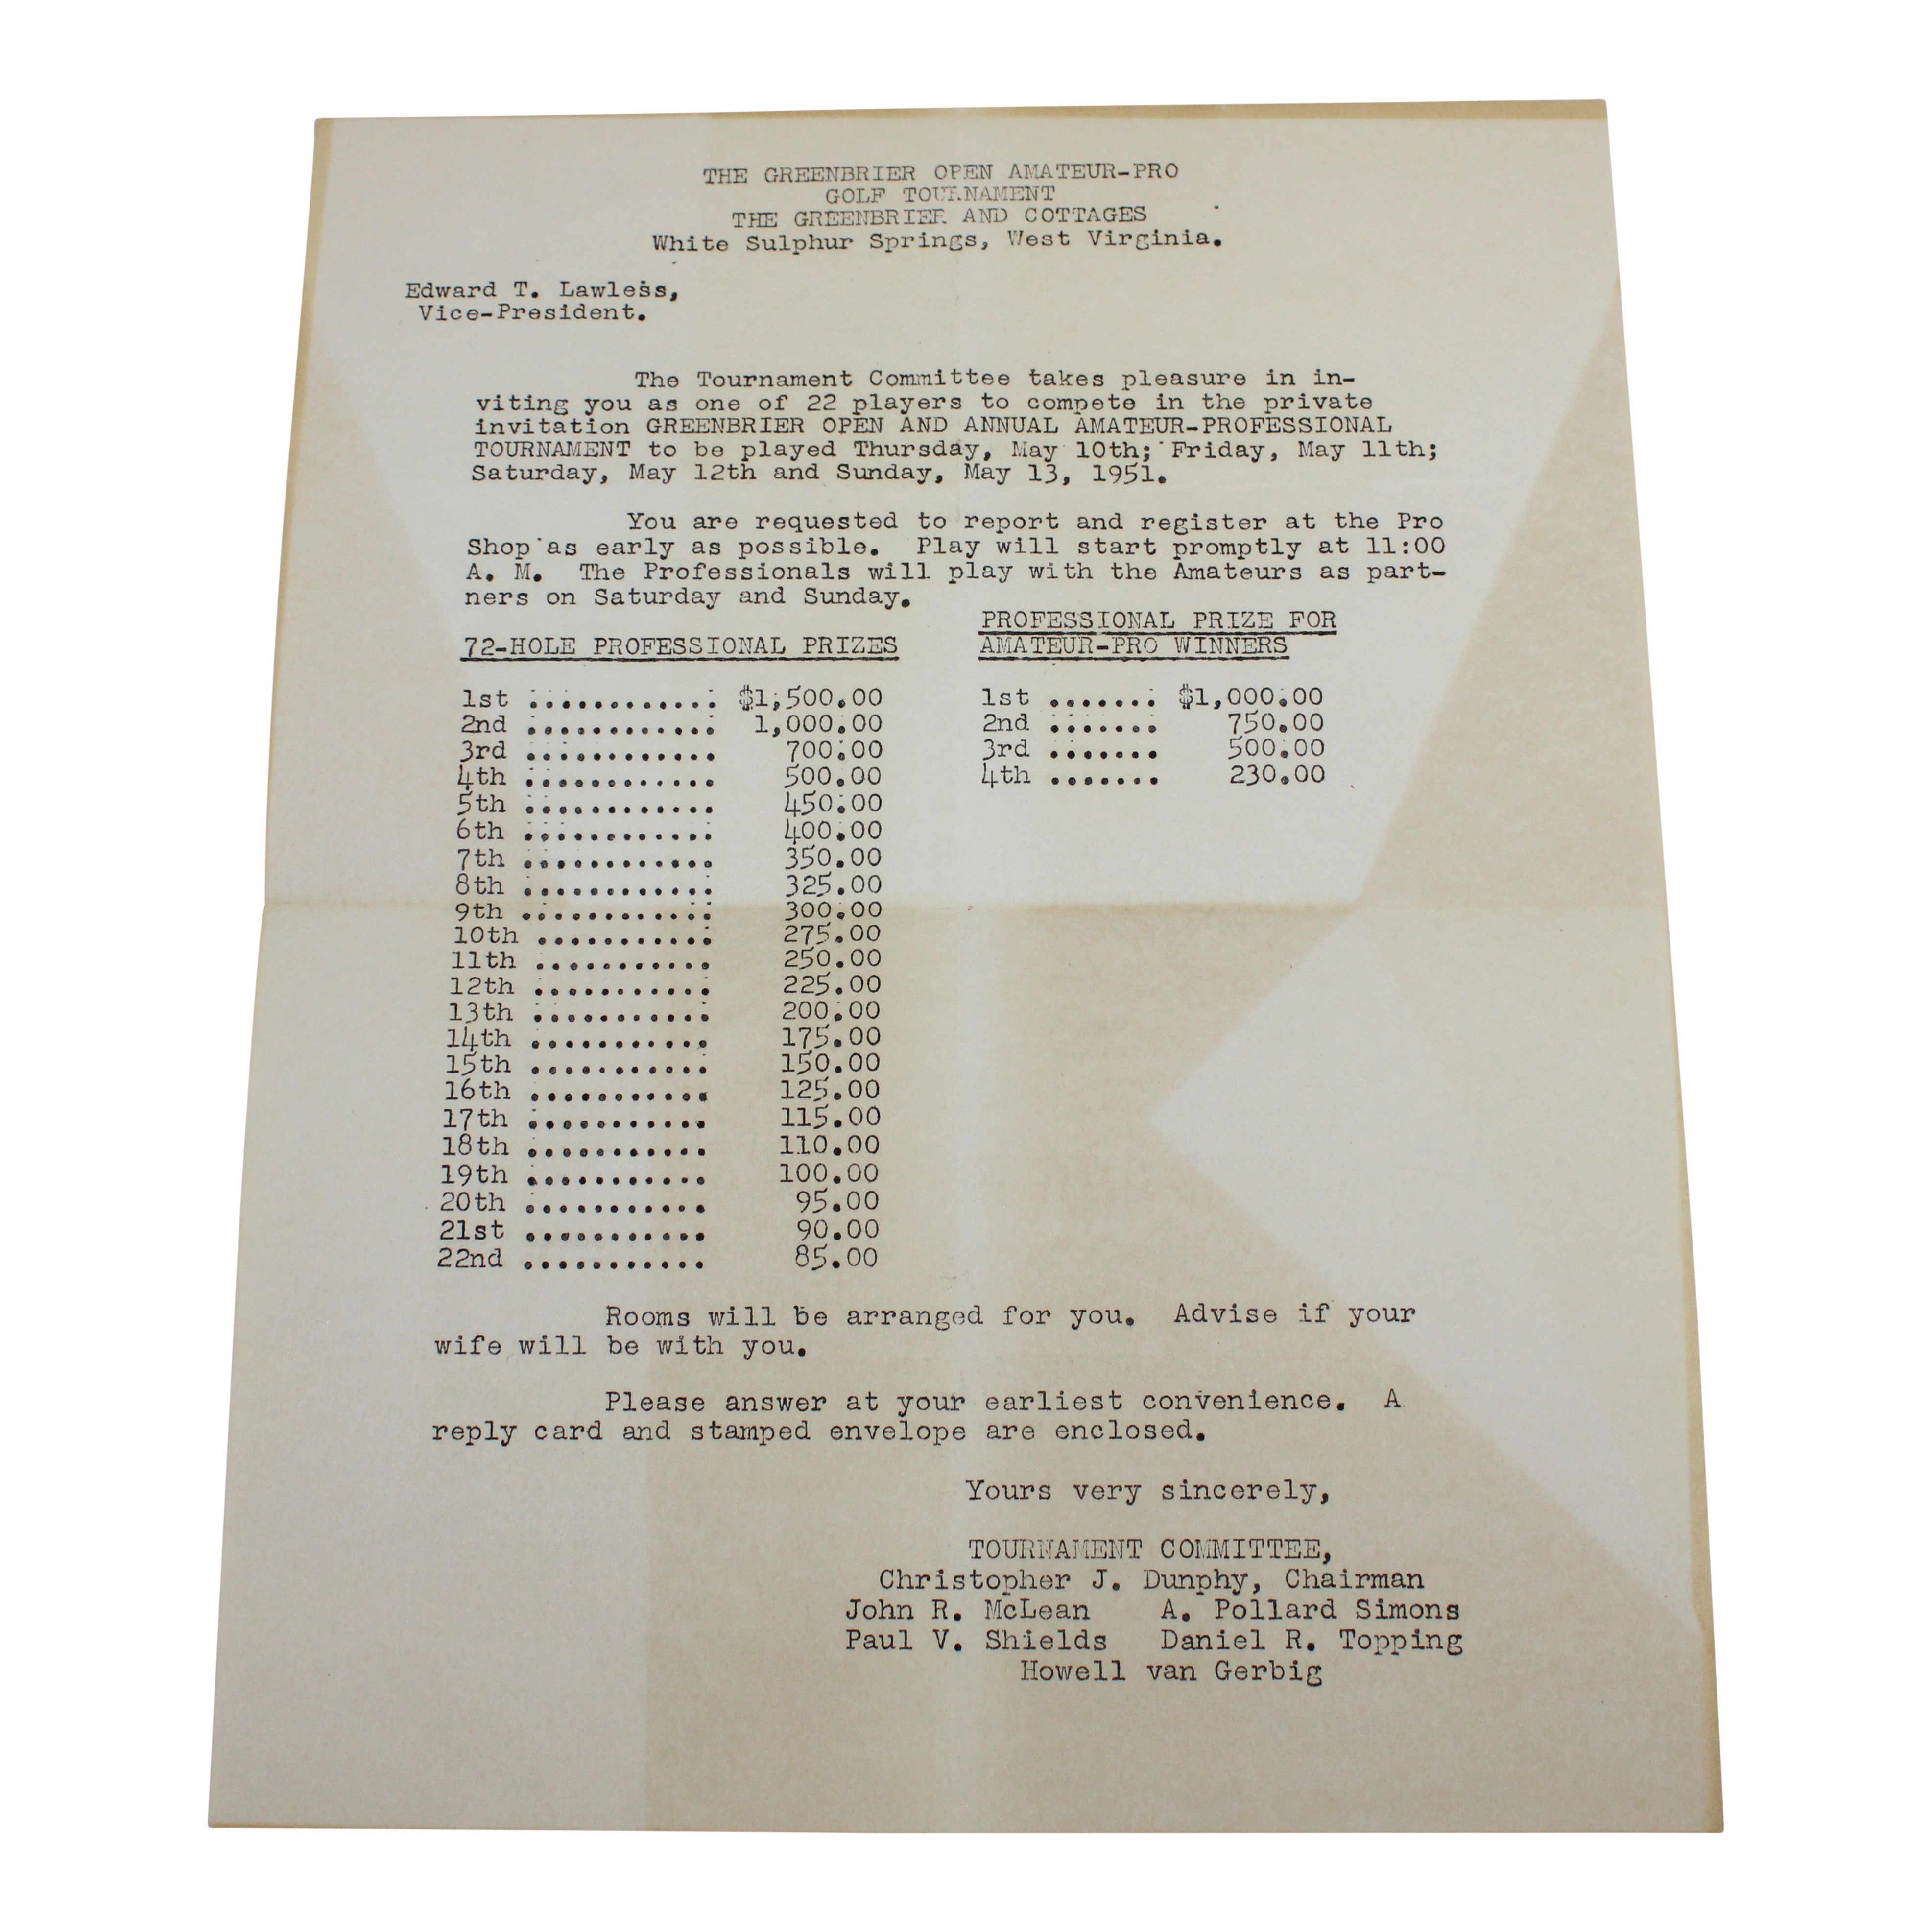 THE GREENBRIER OPEN AMATEUR-PRO
GOLF TOURNAMENT
THE GREENBRIER AND COTTAGES
White Sulphur Springs, West Virginia.
Edward T. Lawless,
Vice-President.
The Tournament Committee takes pleasure in in-
viting you as one of 22 players to compete in the private
invitation GREENBRIER OPEN AND ANNUAL AMATEUR-PROFESSIONAL
TOURNAMENT to be played Thursday, May 10th; Friday, May 11th;
Saturday, May 12th and Sunday, May 13, 1951.
You are requested to report and register at the Pro
Shop as early as possible. Play will start promptly at 11:00
A. M. The Professionals will play with the Amateurs as part-
ners on Saturday and Sunday.
72-HOLE PROFESSIONAL PRIZES
1st ............ $1,500.00
2nd ............ 1,000.00
3rd ............ 700.00
4th ............ 500.00
5th ............ 450.00
6th ............ 400.00
7th ............ 350.00
8th ............ 325.00
9th ............ 300.00
10th ........... 275.00
11th ........... 250.00
12th ........... 225.00
13th ........... 200.00
14th ........... 175.00
15th ........... 150.00
16th ........... 125.00
17th ........... 115.00
18th ........... 110.00
19th ........... 100.00
20th ........... 95.00
21st ........... 90.00
22nd ........... 85.00
PROFESSIONAL PRIZE FOR
AMATEUR-PRO WINNERS
1st ....... $1,000.00
2nd ....... 750.00
3rd ....... 500.00
4th ....... 230.00
Rooms will be arranged for you. Advise if your
wife will be with you.
Please answer at your earliest convenience. A
reply card and stamped envelope are enclosed.
Yours very sincerely,
TOURNAMENT COMMITTEE,
Christopher J. Dunphy, Chairman
John R. McLean A. Pollard Simons
Paul V. Shields Daniel R. Topping
Howell van Gerbig